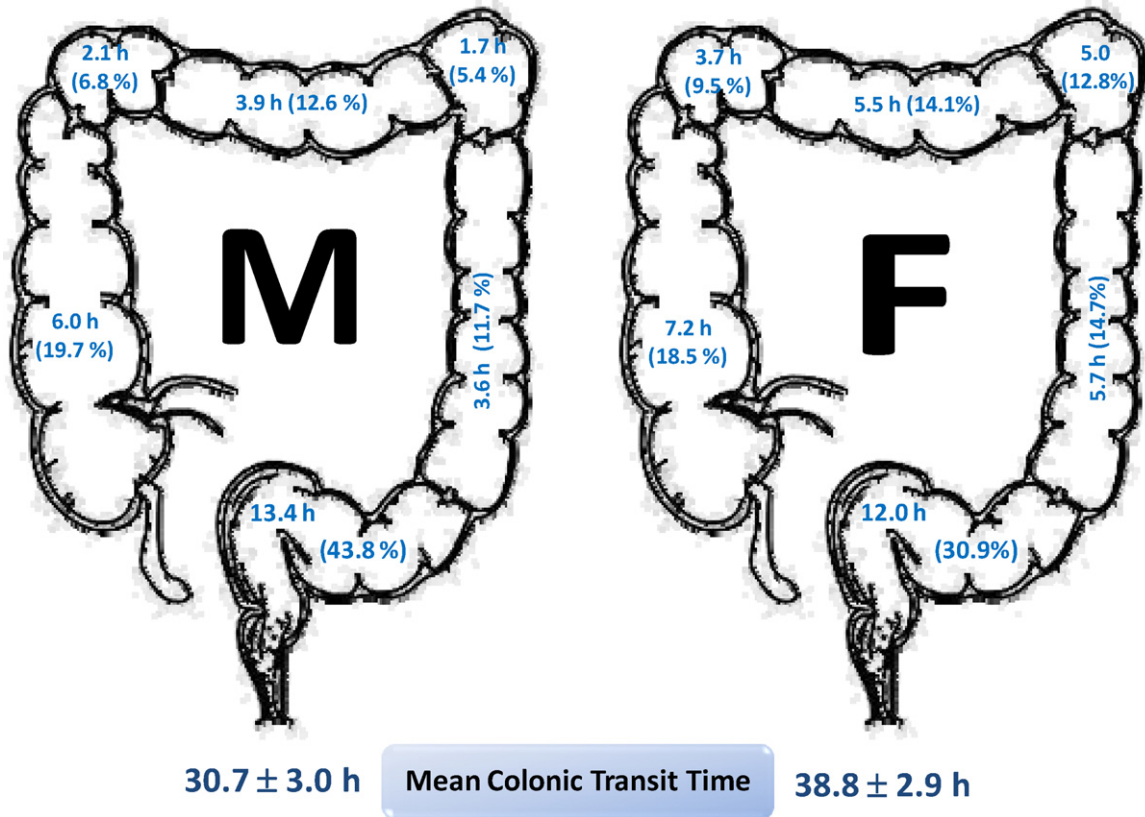 2.1 h
(6.8 %)
3.9 h (12.6 %)
1.7 h
(5.4 %)
M
6.0 h
(19.7 %)
3.6 h (11.7 %)
13.4 h
(43.8 %)
3.7 h
(9.5 %)
5.5 h (14.1%)
5.0
(12.8%)
F
7.2 h
(18.5 %)
5.7 h (14.7%)
12.0 h
(30.9%)
30.7 ± 3.0 h
Mean Colonic Transit Time
38.8 ± 2.9 h